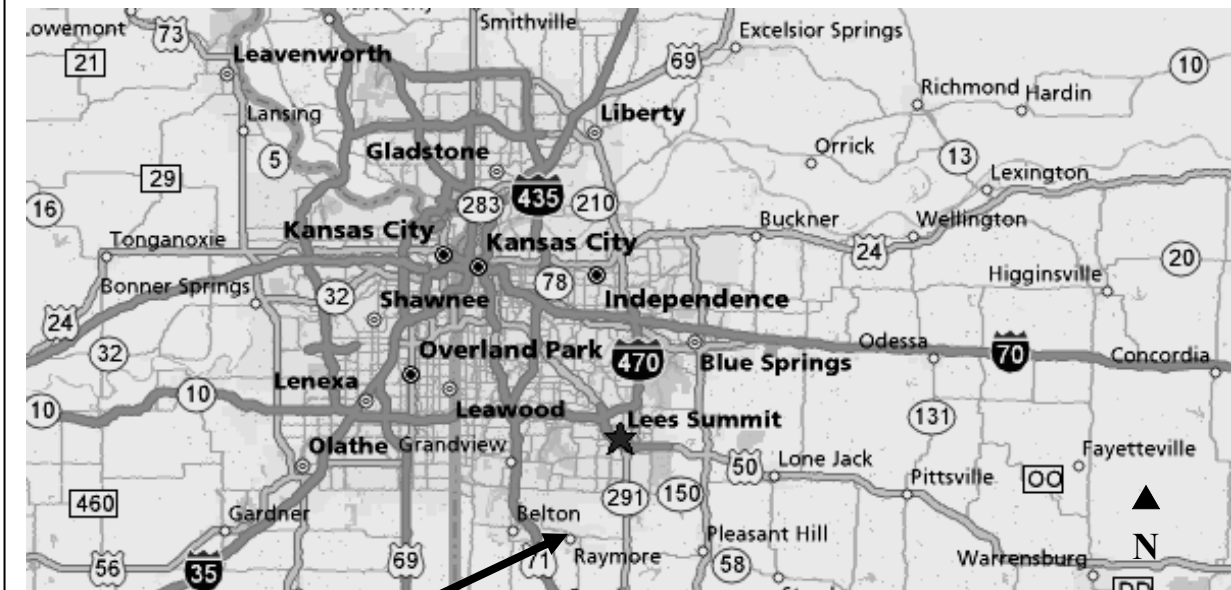 Smithville
Lowemont
73
Excelsior Springs
21
Leavenworth
69
10
Richmond
Hardin
Lansing
Liberty
5
Gladstone
Orrick
13
29
435
Lexington
16
283
210
Kansas City
Kansas City
Buckner
Wellington
Tonganoxie
24
20
Bonner Springs
32
78
Higginsville
Shawnee
Independence
24
32
Overland Park
470
Blue Springs
Odessa
70
Concordia
Lenexa
10
10
Leawood
Lees Summit
131
Olathe
Grandview
Fayetteville
50
Lone Jack
Pittsville
OO
460
291
150
Gardner
Belton
Pleasant Hill
N
56
35
69
71
Raymore
58
Warrensburg